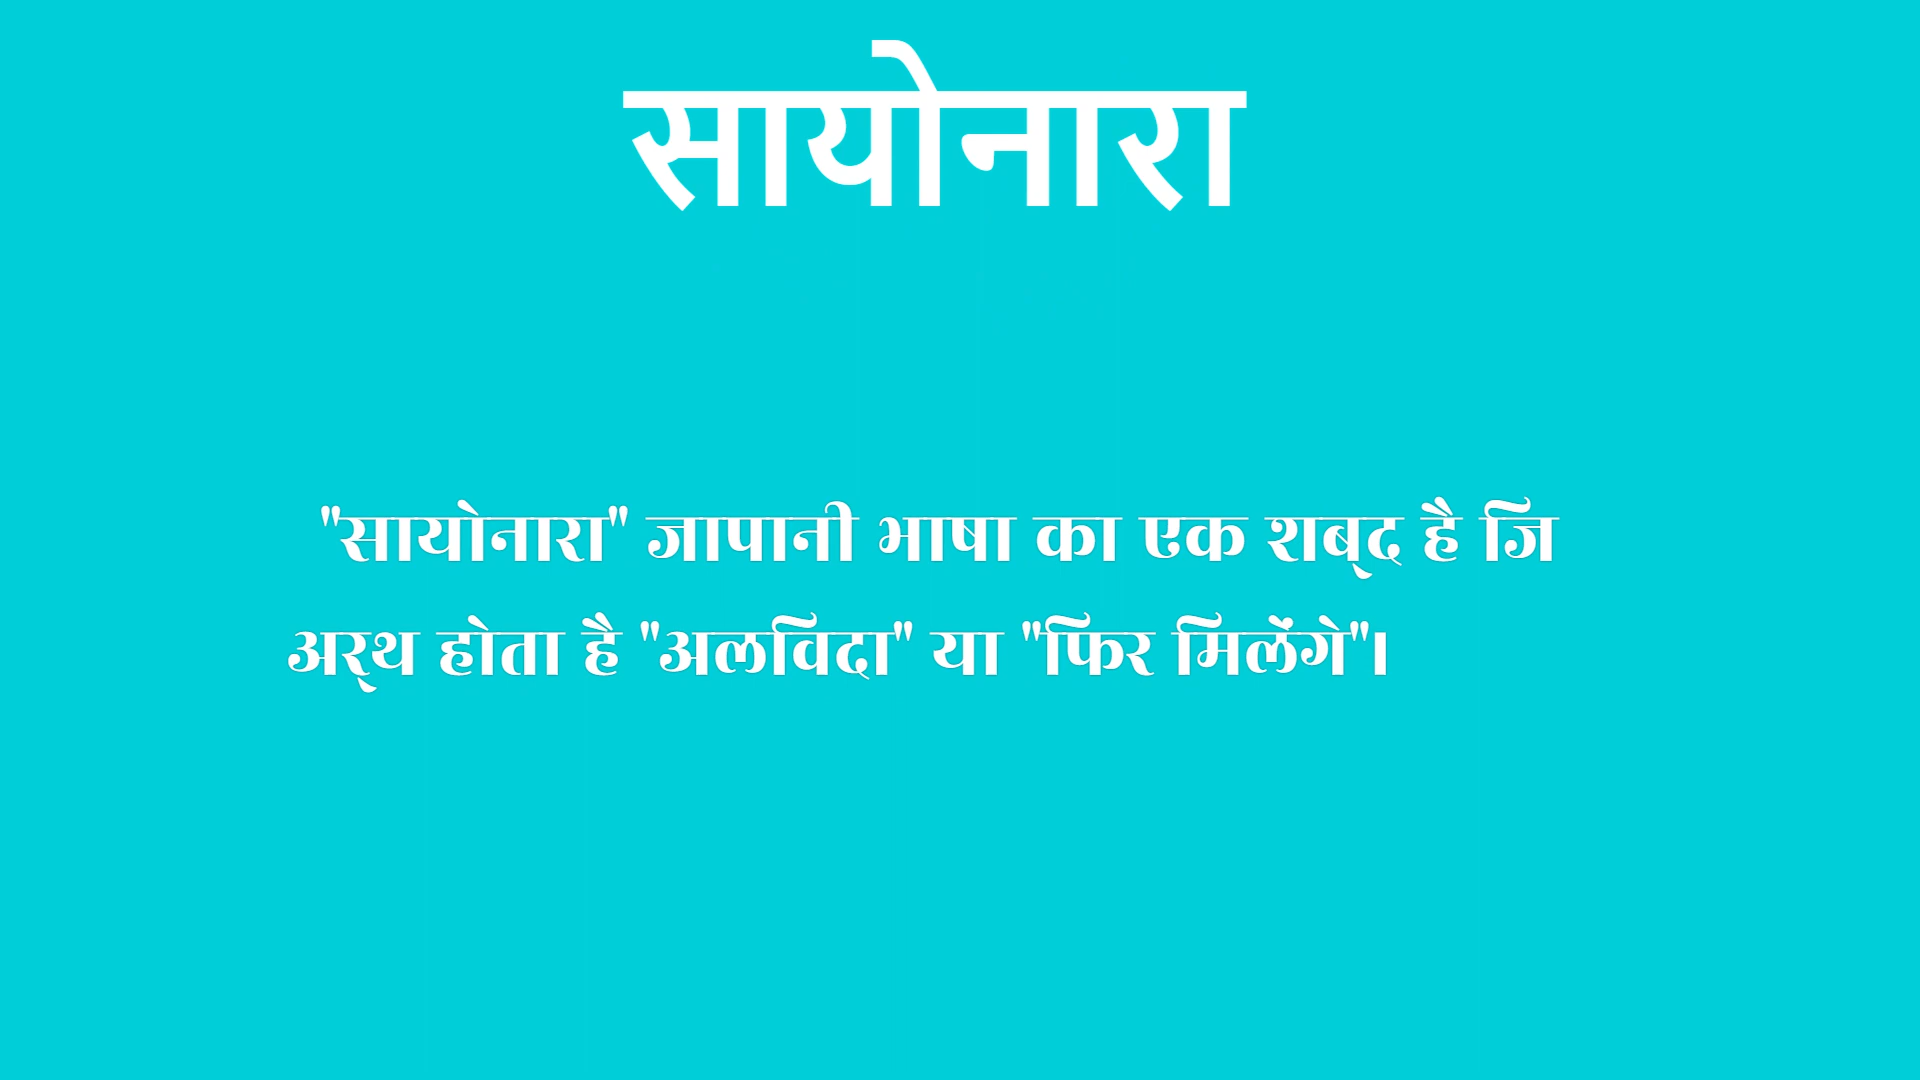 सायोनारा
"सायोनारा" जापानी भाषा का एक शब्‌द है जि
अर्‌थ होता है "अलविदा" या "फिर मिलेंगे"।